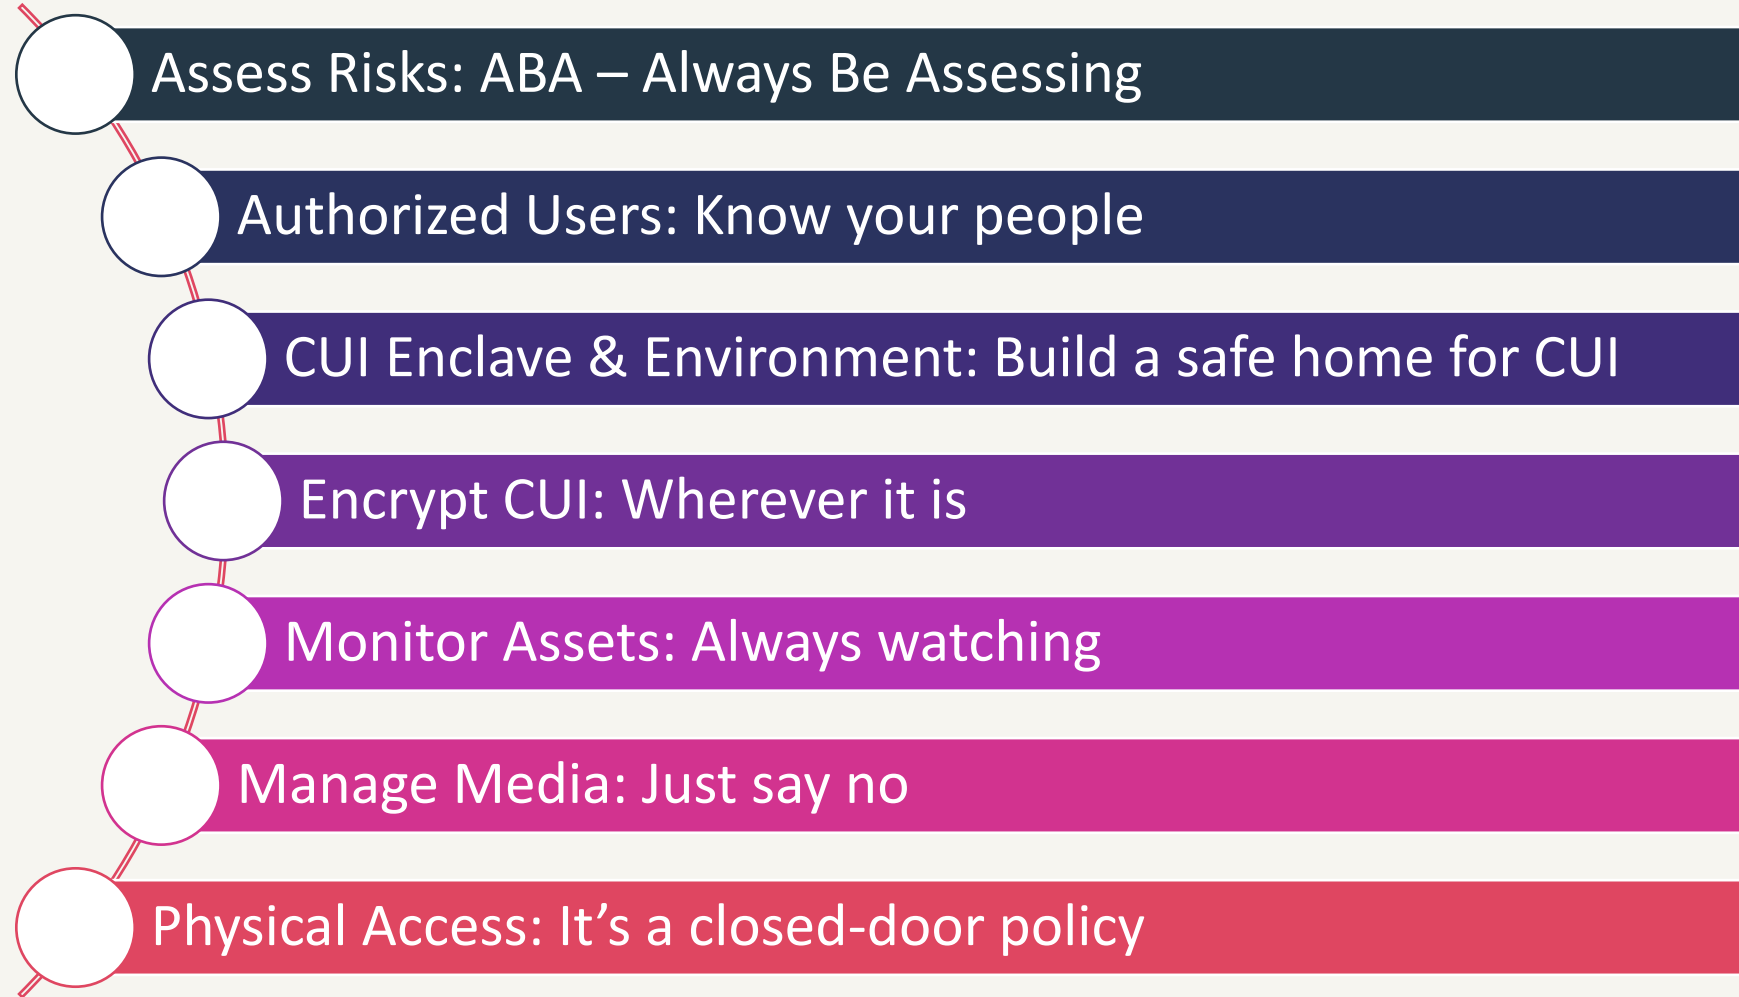 Assess Risks: ABA – Always Be Assessing
Authorized Users: Know your people
CUI Enclave & Environment: Build a safe home for CUI
Encrypt CUI: Wherever it is
Monitor Assets: Always watching
Manage Media: Just say no
Physical Access: It’s a closed-door policy